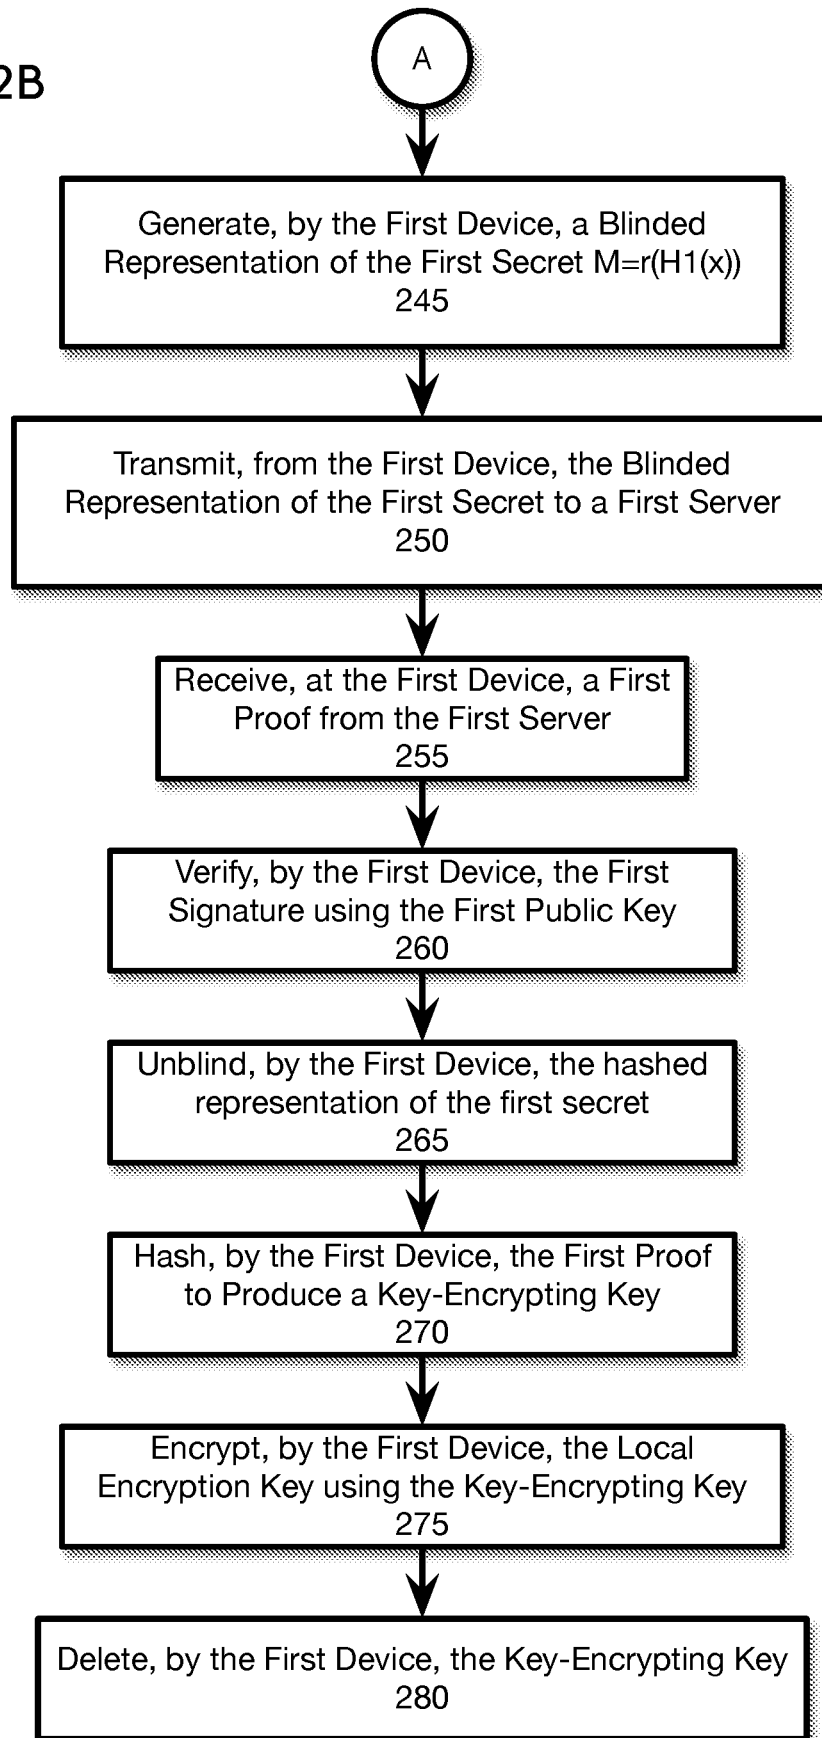 2B
A
Generate, by the First Device, a Blinded
Representation of the First Secret M=r(H1(x))
245
Transmit, from the First Device, the Blinded
Representation of the First Secret to a First Server
250
Receive, at the First Device, a First
Proof from the First Server
255
Verify, by the First Device, the First
Signature using the First Public Key
260
Unblind, by the First Device, the hashed
representation of the first secret
265
Hash, by the First Device, the First Proof
to Produce a Key-Encrypting Key
270
Encrypt, by the First Device, the Local
Encryption Key using the Key-Encrypting Key
275
Delete, by the First Device, the Key-Encrypting Key
280